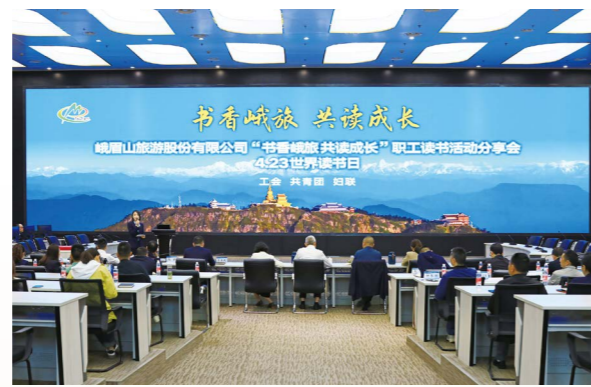 书香峨旅 共读成长
峨眉山旅游股份有限公司“书香峨旅 共读成长”职工读书活动分享会
4.23世界读书日
工会 共青团 妇联